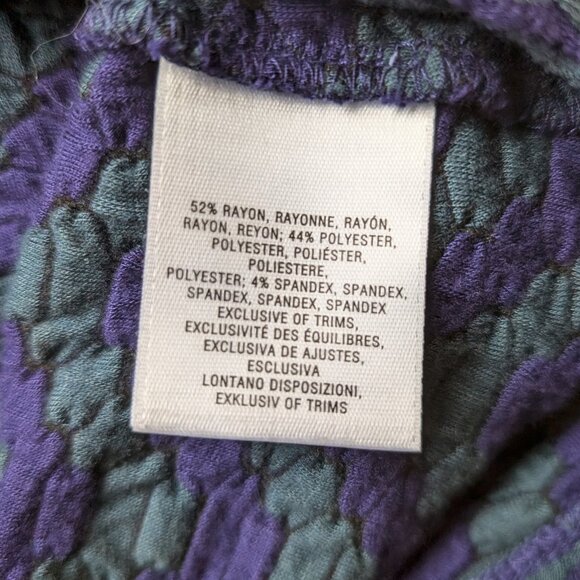 52% RAYON, RAYONNE, RAYÓN,
RAYON, REYON; 44% POLYESTER,
POLYESTER, POLIÉSTER,
POLIESTERE,
POLYESTER; 4% SPANDEX, SPANDEX,
SPANDEX, SPANDEX, SPANDEX
EXCLUSIVE OF TRIMS,
EXCLUSIVITÉ DES ÉQUILIBRES,
EXCLUSIVA DE AJUSTES,
ESCLUSIVA
LONTANO DISPOSIZIONI,
EXKLUSIV OF TRIMS